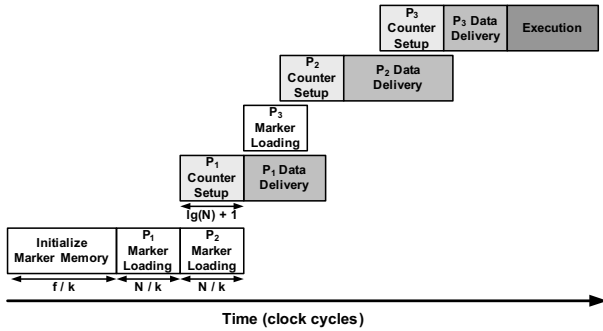 P3 Counter Setup
P3 Data Delivery
Execution
P2 Counter Setup
P2 Data Delivery
P3 Marker Loading
P1 Counter Setup
P1 Data Delivery
lg(N) + 1
Initialize Marker Memory
P1 Marker Loading
P2 Marker Loading
f / k
N / k
N / k
Time (clock cycles)